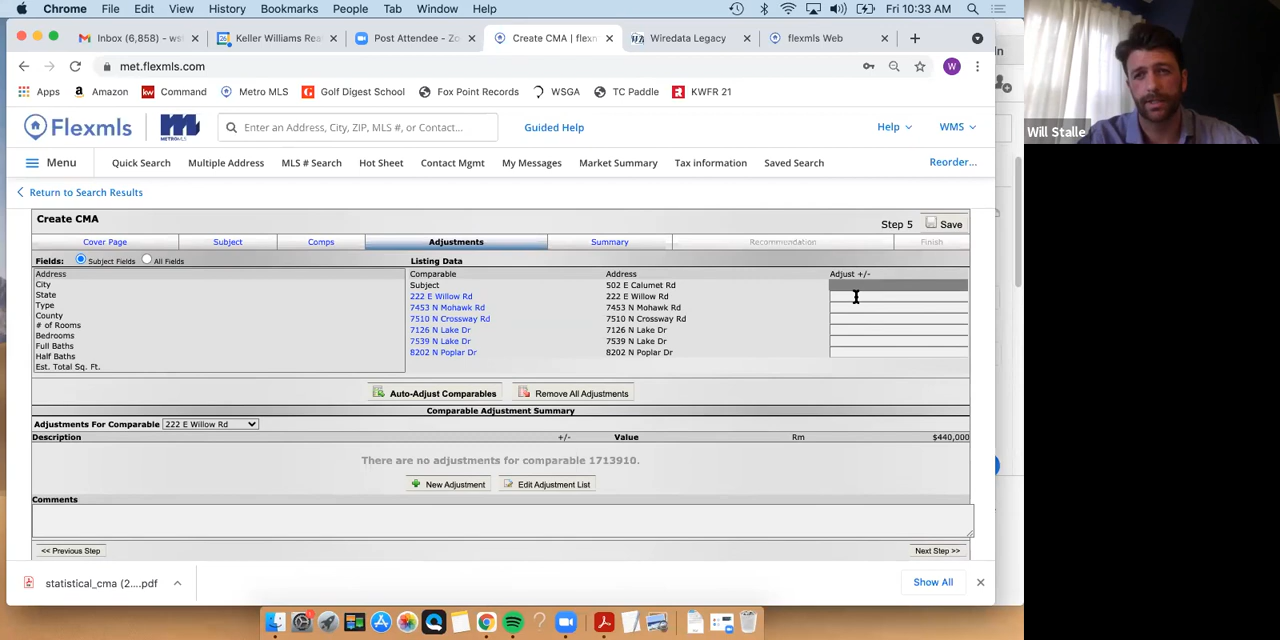 Chrome File Edit View History Bookmarks People Tab Window Help Fri 10:33 AM
Inbox (6,858) - wst Keller Williams Rea Post Attendee - Zo Create CMA | flexn Wiredata Legacy flexmls Web
met.flexmls.com W
Apps Amazon Command Metro MLS Golf Digest School Fox Point Records WSGA TC Paddle KWFR 21
Flexmls Enter an Address, City, ZIP, MLS #, or Contact... Guided Help Help WMS
Menu Quick Search Multiple Address MLS # Search Hot Sheet Contact Mgmt My Messages Market Summary Tax information Saved Search Reorder...
Return to Search Results
Create CMA Step 5 Save
Cover Page Subject Comps Adjustments Summary Recommendation Finish
Fields: Subject Fields All Fields Listing Data
Address Comparable Address Adjust +/-
City Subject 502 E Calumet Rd
State 222 E Willow Rd 222 E Willow Rd
Type 7453 N Mohawk Rd 7453 N Mohawk Rd
County 7510 N Crossway Rd 7510 N Crossway Rd
# of Rooms 7126 N Lake Dr 7126 N Lake Dr
Bedrooms
Full Baths 7539 N Lake Dr 7539 N Lake Dr
Half Baths 8202 N Poplar Dr 8202 N Poplar Dr
Est. Total Sq. Ft.
Auto-Adjust Comparables Remove All Adjustments
Comparable Adjustment Summary
Adjustments For Comparable 222 E Willow Rd
Description +/- Value Rm $440,000
There are no adjustments for comparable 1713910.
New Adjustment Edit Adjustment List
Comments
<< Previous Step Next Step >>
statistical_cma (2....pdf Show All
Will Stalle